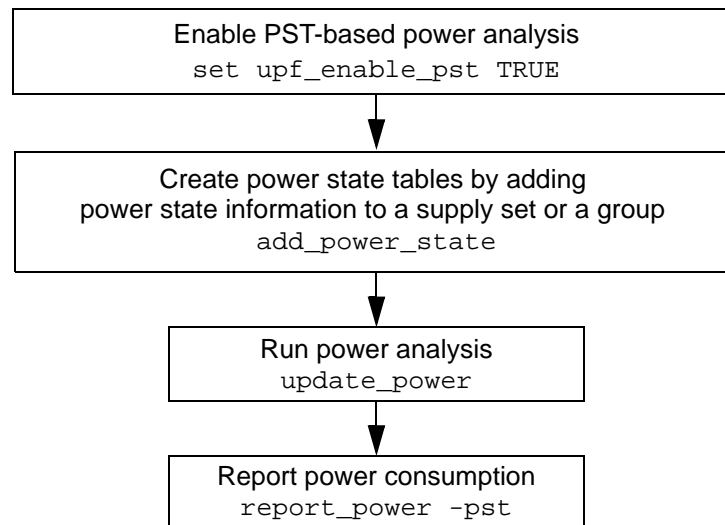 Enable PST-based power analysis
set upf_enable_pst TRUE
Create power state tables by adding
power state information to a supply set or a group
add_power_state
Run power analysis
update_power
Report power consumption
report_power -pst